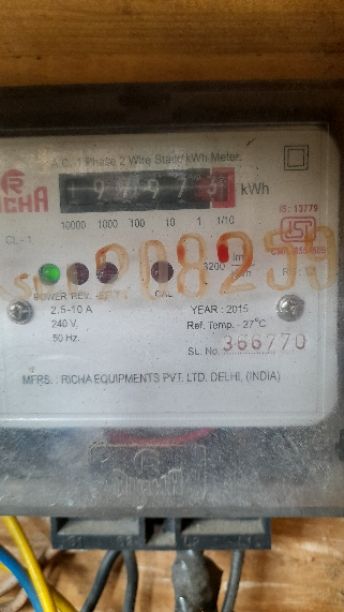 A.C. 1 Phase 2 Wire Static kWh Meter.
RICHA
kWh
10000 1000 100 10 1 1/10
IS: 13779
CL-1
3200
208250
POWER REV. CAL
2.5-10 A
240 V.
50 Hz.
YEAR : 2015
Ref. Temp. -27°C
SL. No. 366770
MFRS. : RICHA EQUIPMENTS PVT. LTD. DELHI, (INDIA)